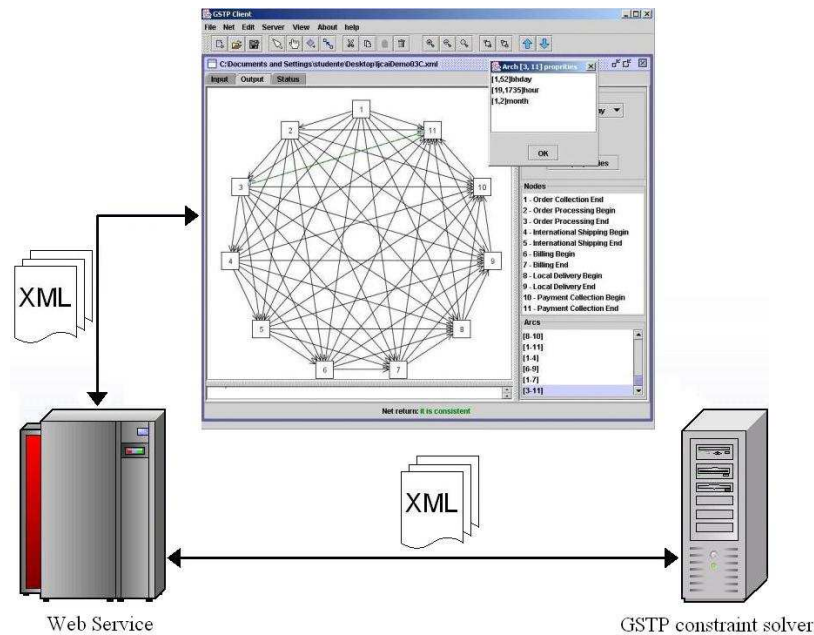 GSTP Client
File Net Edit Server View About help
C:\Documents and Settings\studente\Desktop\ijcaiDemo03C.xml
Input Output Status
Arch [3, 11] proprities
[1,52]bhday
[19,1735]hour
[1,2]month
OK
1
2
11
3
10
4
9
5
8
6
7
Nodes
1 - Order Collection End
2 - Order Processing Begin
3 - Order Processing End
4 - International Shipping Begin
5 - International Shipping End
6 - Billing Begin
7 - Billing End
8 - Local Delivery Begin
9 - Local Delivery End
10 - Payment Collection Begin
11 - Payment Collection End
Arcs
[8-10]
[1-11]
[1-4]
[6-9]
[1-7]
[3-11]
Net return: it is consistent
XML
XML
Web Service
GSTP constraint solver